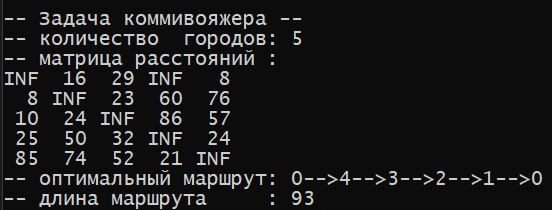 -- Задача коммивояжера --
-- количество  городов: 5
-- матрица расстояний :
INF  16  29 INF   8
  8 INF  23  60  76
 10  24 INF  86  57
 25  50  32 INF  24
 85  74  52  21 INF
-- оптимальный маршрут: 0-->4-->3-->2-->1-->0
-- длина маршрута     : 93